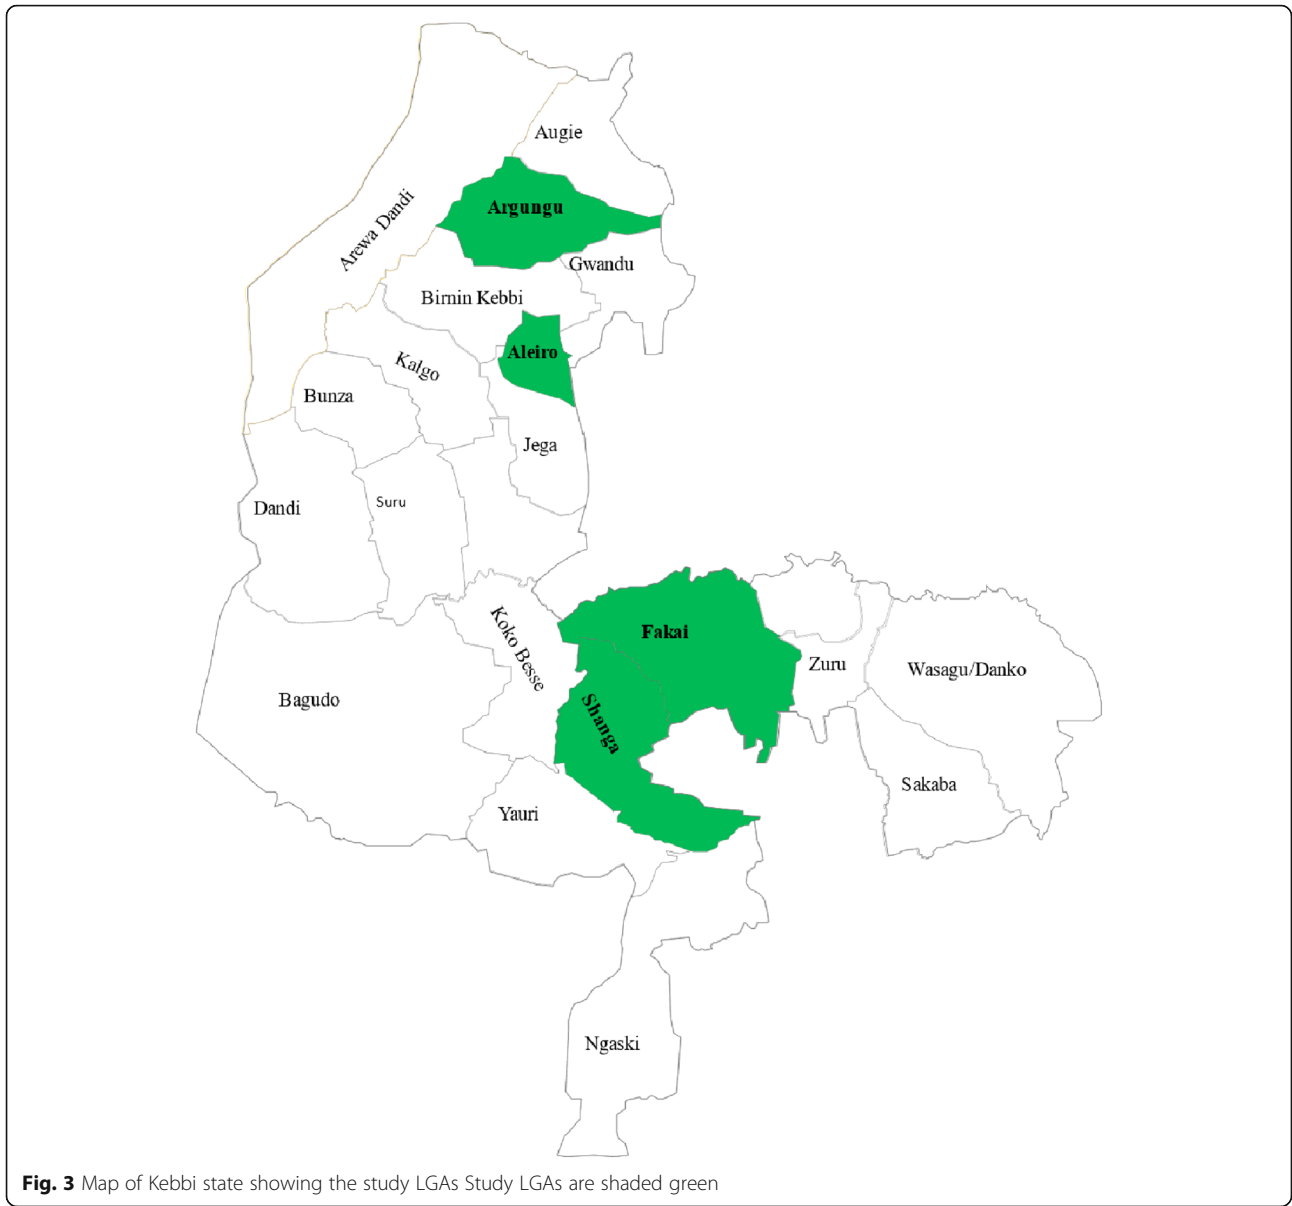 Augie
Argungu
Arewa Dandi
Gwandu
Birnin Kebbi
Aleiro
Kalgo
Bunza
Jega
Suru
Dandi
Koko Besse
Fakai
Zuru
Wasagu/Danko
Bagudo
Shanga
Sakaba
Yauri
Ngaski
Fig. 3 Map of Kebbi state showing the study LGAs Study LGAs are shaded green